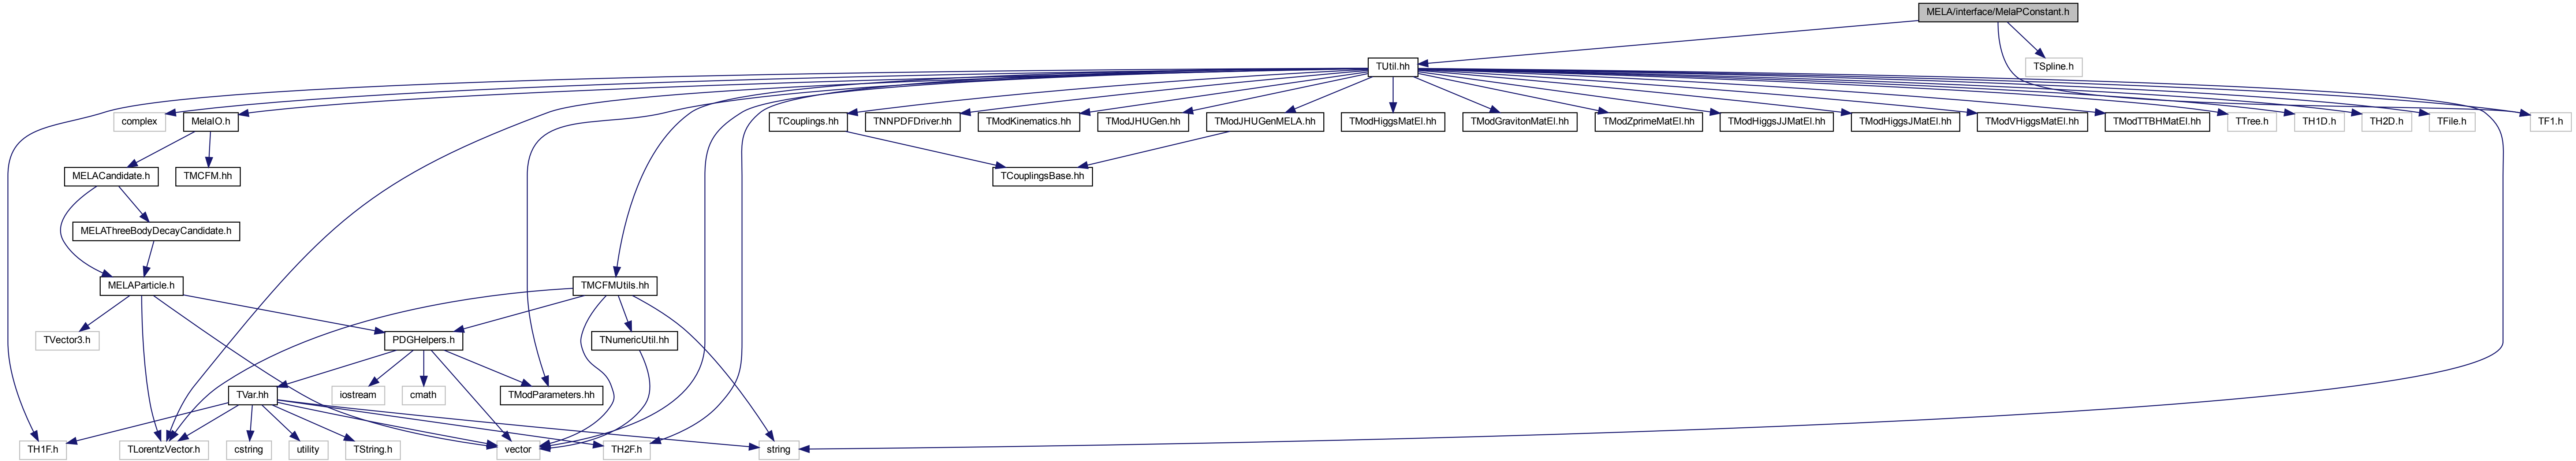 MELA/interface/MelaPConstant.h
TUtil.hh
TSpline.h
complex
MelaIO.h
TCouplings.hh
TNNPDFDriver.hh
TModKinematics.hh
TModJHUGen.hh
TModJHUGenMELA.hh
TModHiggsMatEl.hh
TModGravitonMatEl.hh
TModZprimeMatEl.hh
TModHiggsJJMatEl.hh
TModHiggsJMatEl.hh
TModVHiggsMatEl.hh
TModTTBHMatEl.hh
TTree.h
TH1D.h
TH2D.h
TFile.h
TF1.h
MELACandidate.h
TMCFM.hh
TCouplingsBase.hh
MELAThreeBodyDecayCandidate.h
MELAParticle.h
TMCFMUtils.hh
TVector3.h
PDGHelpers.h
TNumericUtil.hh
TVar.hh
iostream
cmath
TModParameters.hh
TH1F.h
TLorentzVector.h
cstring
utility
TString.h
vector
TH2F.h
string